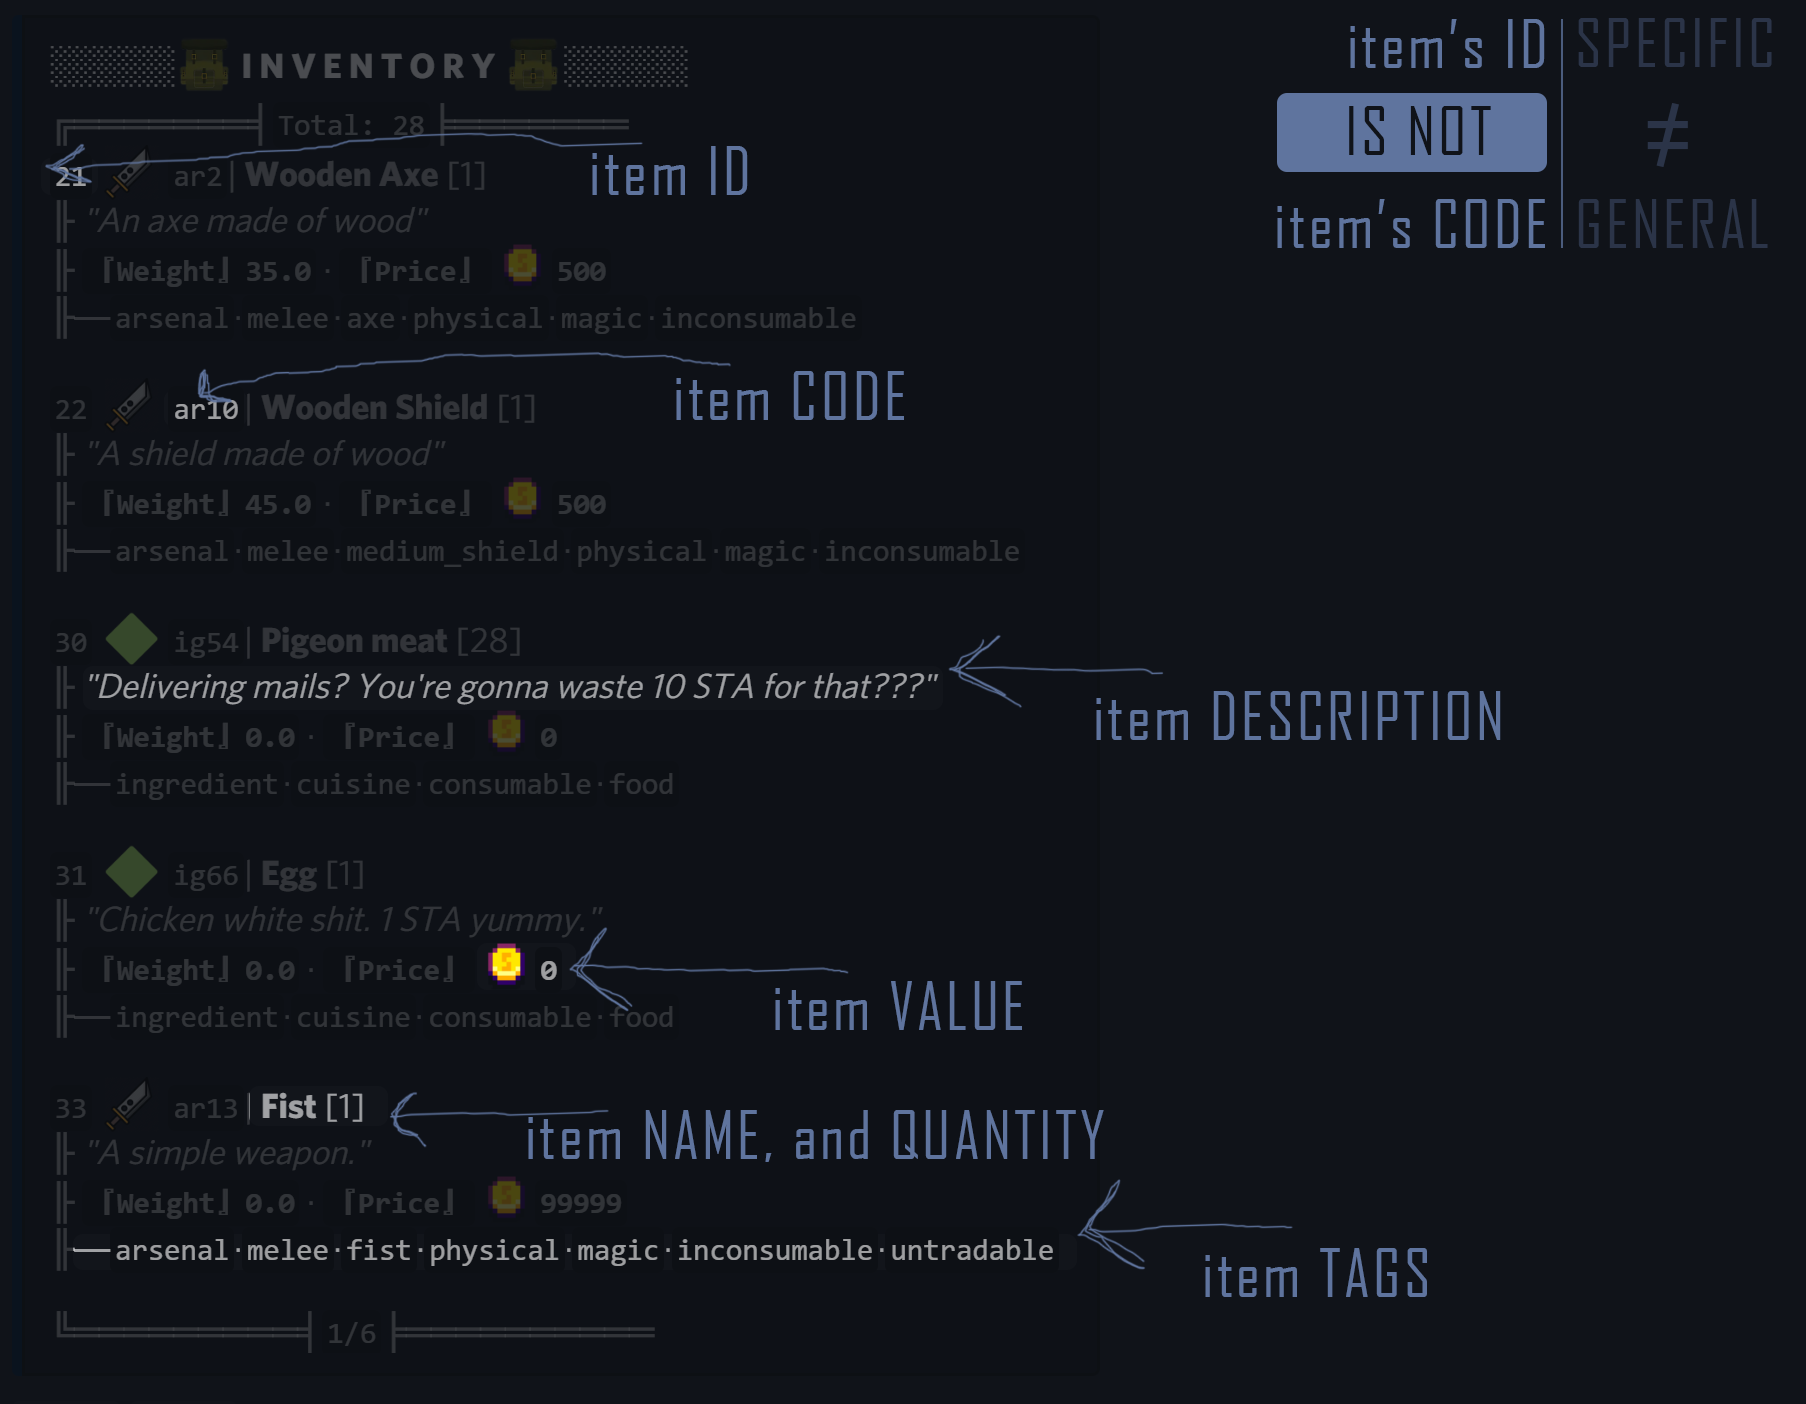 INVENTORY
Total: 28
21 ar2| Wooden Axe [1]
"An axe made of wood"
『Weight』 35.0 · 『Price』 500
arsenal·melee·axe·physical·magic·inconsumable
22 ar10| Wooden Shield [1]
"A shield made of wood"
『Weight』 45.0 · 『Price』 500
arsenal·melee·medium_shield·physical·magic·inconsumable
30 ig54| Pigeon meat [28]
"Delivering mails? You're gonna waste 10 STA for that???"
『Weight』 0.0 · 『Price』 0
ingredient·cuisine·consumable·food
31 ig66| Egg [1]
"Chicken white shit. 1 STA yummy."
『Weight』 0.0 · 『Price』 0
ingredient·cuisine·consumable·food
33 ar13| Fist [1]
"A simple weapon."
『Weight』 0.0 · 『Price』 99999
arsenal·melee·fist·physical·magic·inconsumable·untradable
1/6
item ID
item CODE
item DESCRIPTION
item VALUE
item NAME, and QUANTITY
item TAGS
item's ID
IS NOT
item's CODE
SPECIFIC
≠
GENERAL